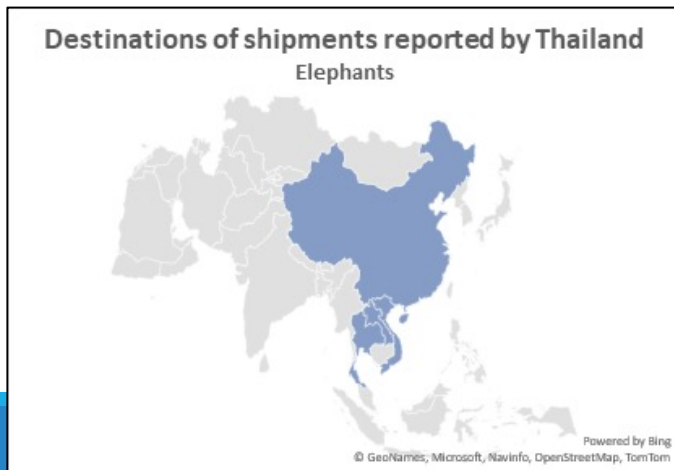 Destinations of shipments reported by Thailand
Elephants
Powered by Bing
© GeoNames, Microsoft, Navinfo, OpenStreetMap, TomTom